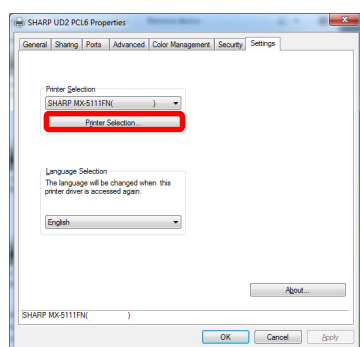 SHARP UD2 PCL6 Properties
General Sharing Ports Advanced Color Management Security Settings
Printer Selection
SHARP MX-5111FN( )
Printer Selection...
Language Selection
The language will be changed when this
printer driver is accessed again.
English
About...
SHARP MX-5111FN( )
OK Cancel Apply